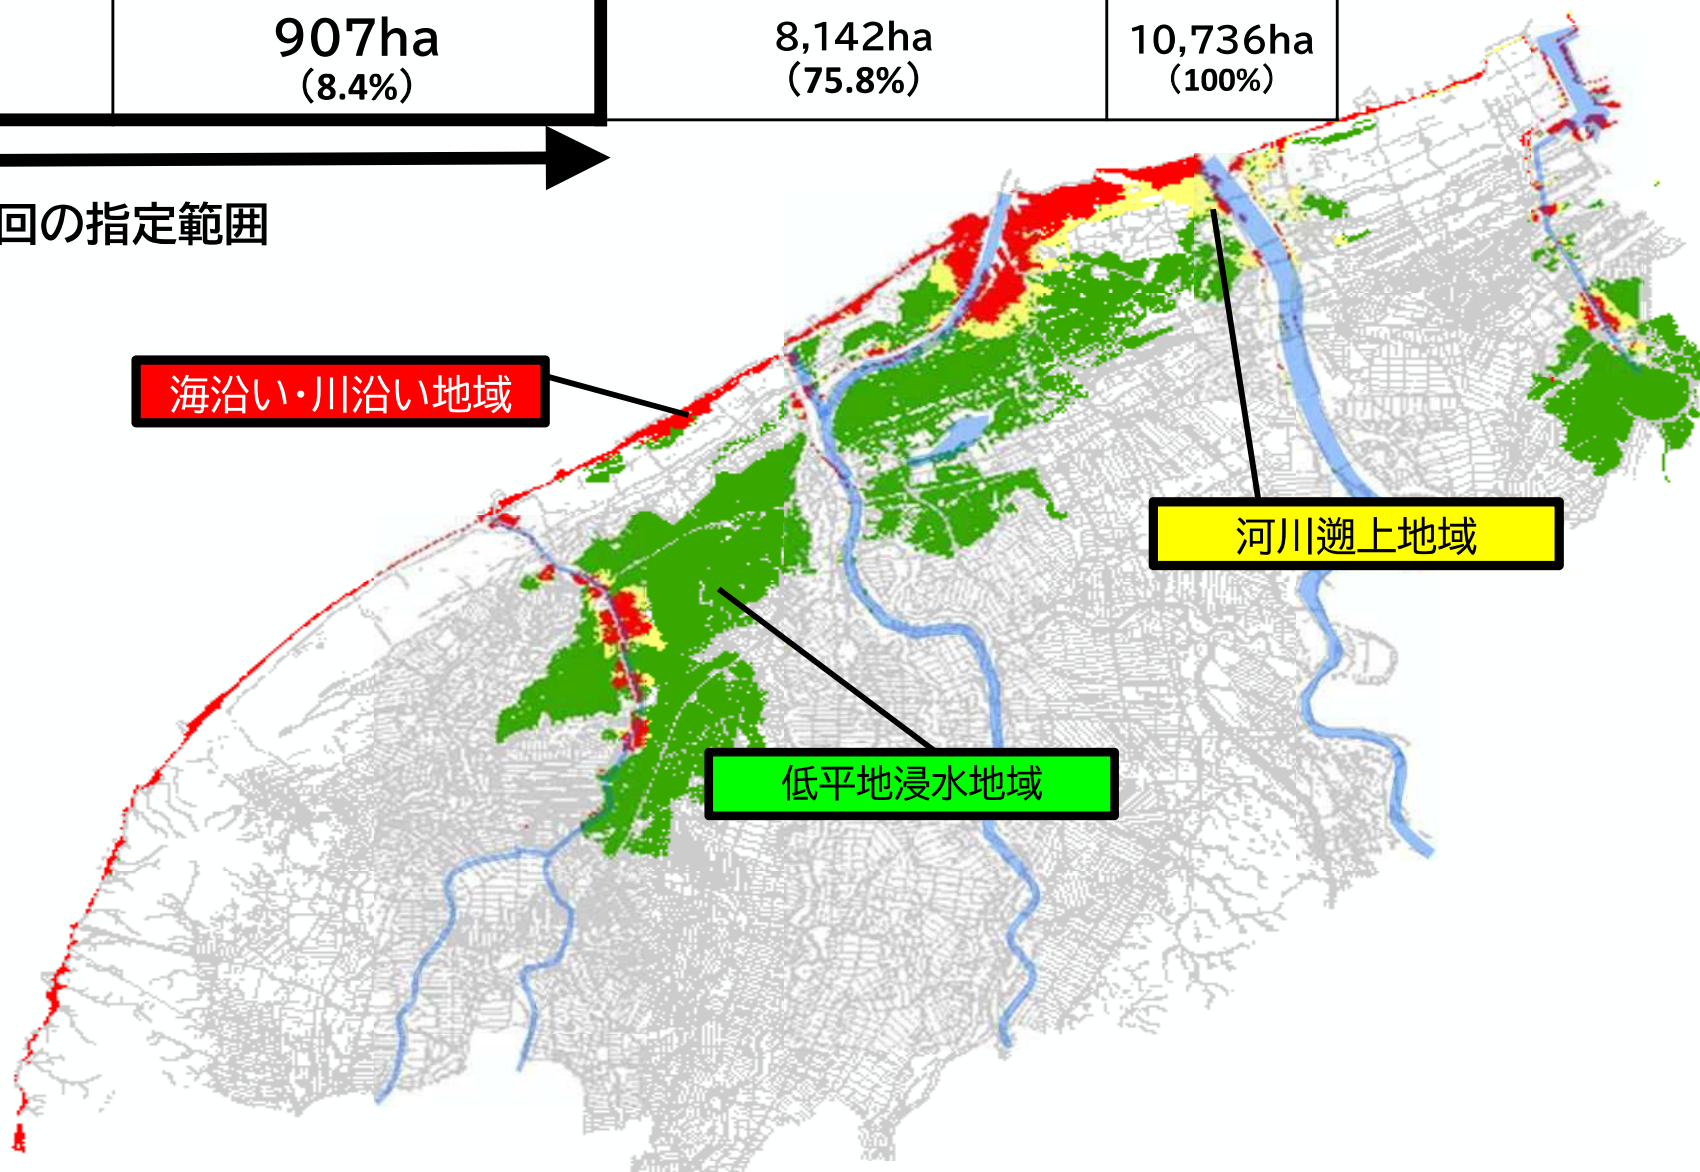 907ha
(8.4%)
8,142ha
(75.8%)
10,736ha
(100%)
回の指定範囲
海沿い・川沿い地域
河川遡上地域
低平地浸水地域